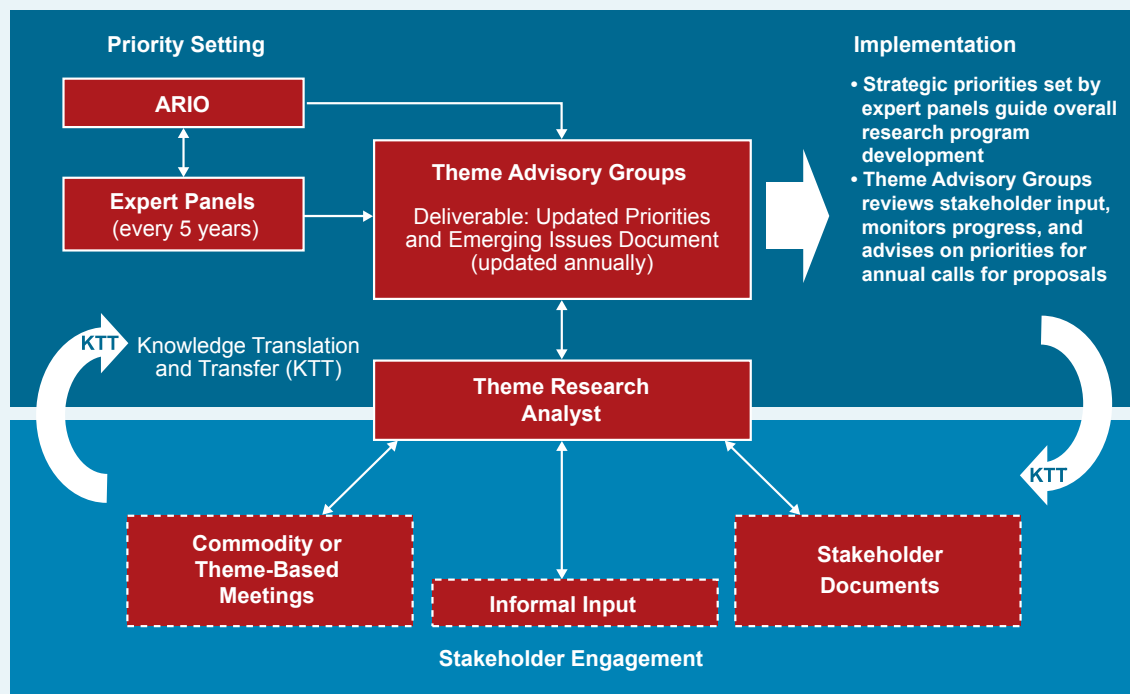 Priority Setting
ARIO
Expert Panels
(every 5 years)
Theme Advisory Groups
Deliverable: Updated Priorities
and Emerging Issues Document
(updated annually)
Implementation
• Strategic priorities set by
expert panels guide overall
research program
development
• Theme Advisory Groups
reviews stakeholder input,
monitors progress, and
advises on priorities for
annual calls for proposals
KTT
Knowledge Translation
and Transfer (KTT)
Theme Research
Analyst
KTT
Commodity or
Theme-Based
Meetings
Informal Input
Stakeholder
Documents
Stakeholder Engagement